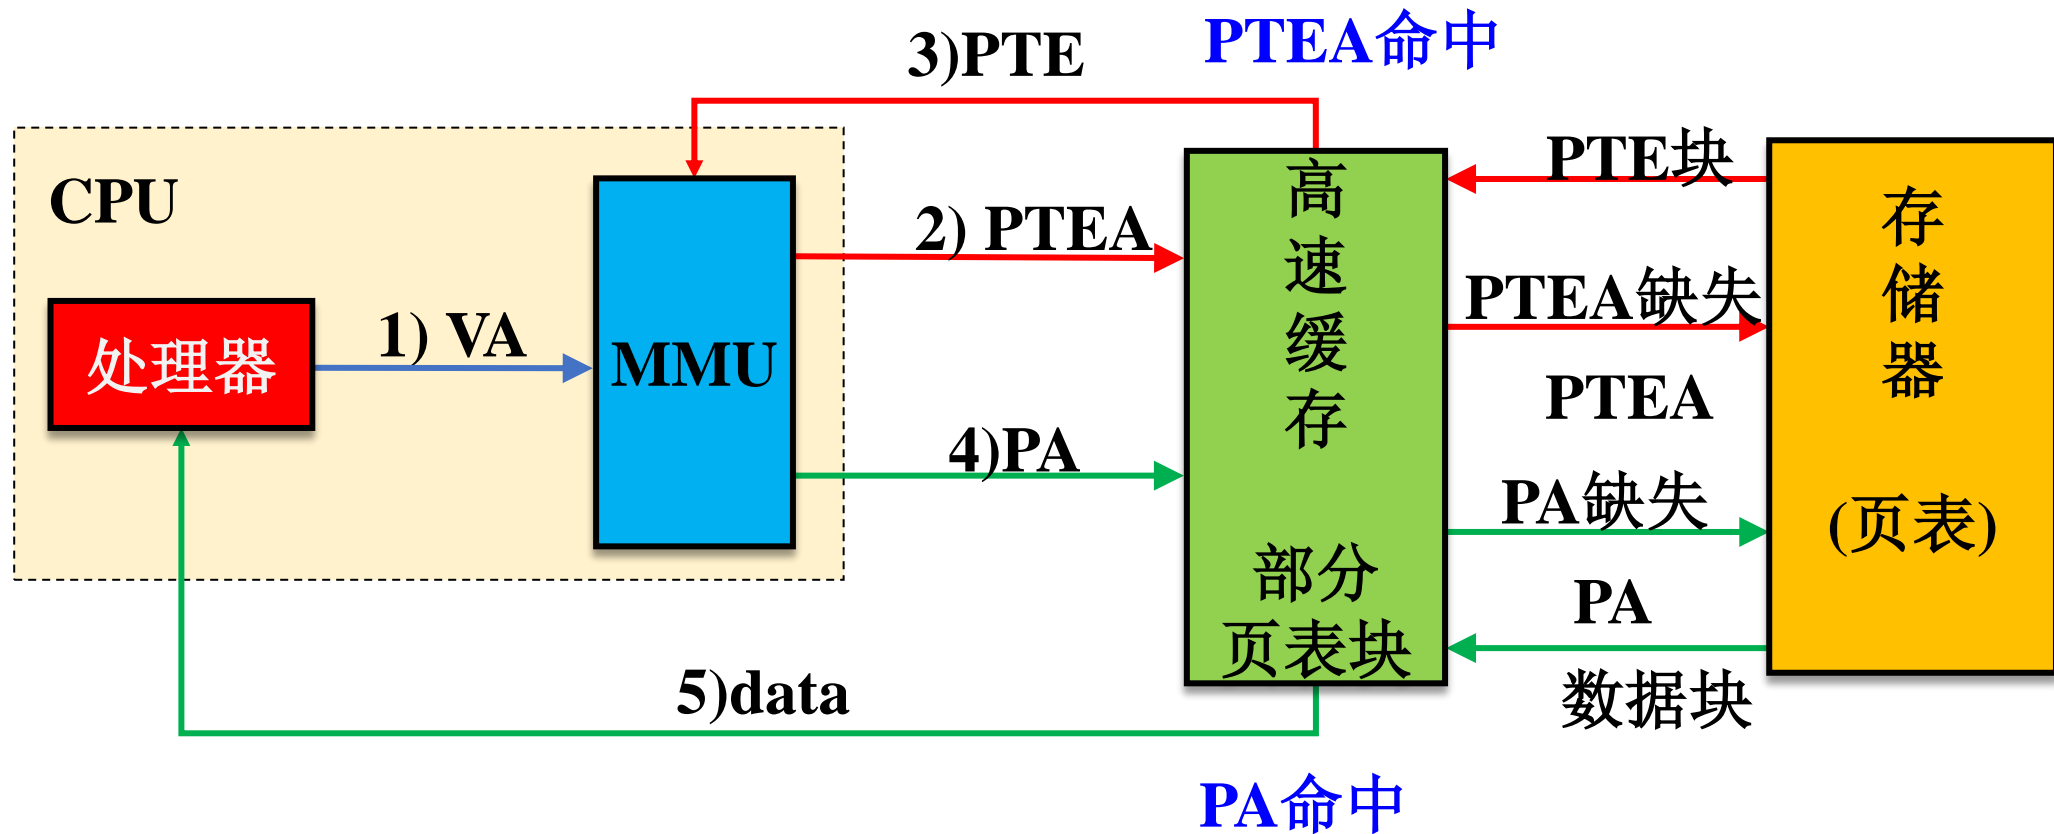 3)PTE
PTEA命中
CPU
处理器
1) VA
MMU
2) PTEA
4)PA
高
速
缓
存
部分
页表块
PTE块
PTEA缺失
PTEA
PA缺失
PA
数据块
存
储
器
(页表)
5)data
PA命中